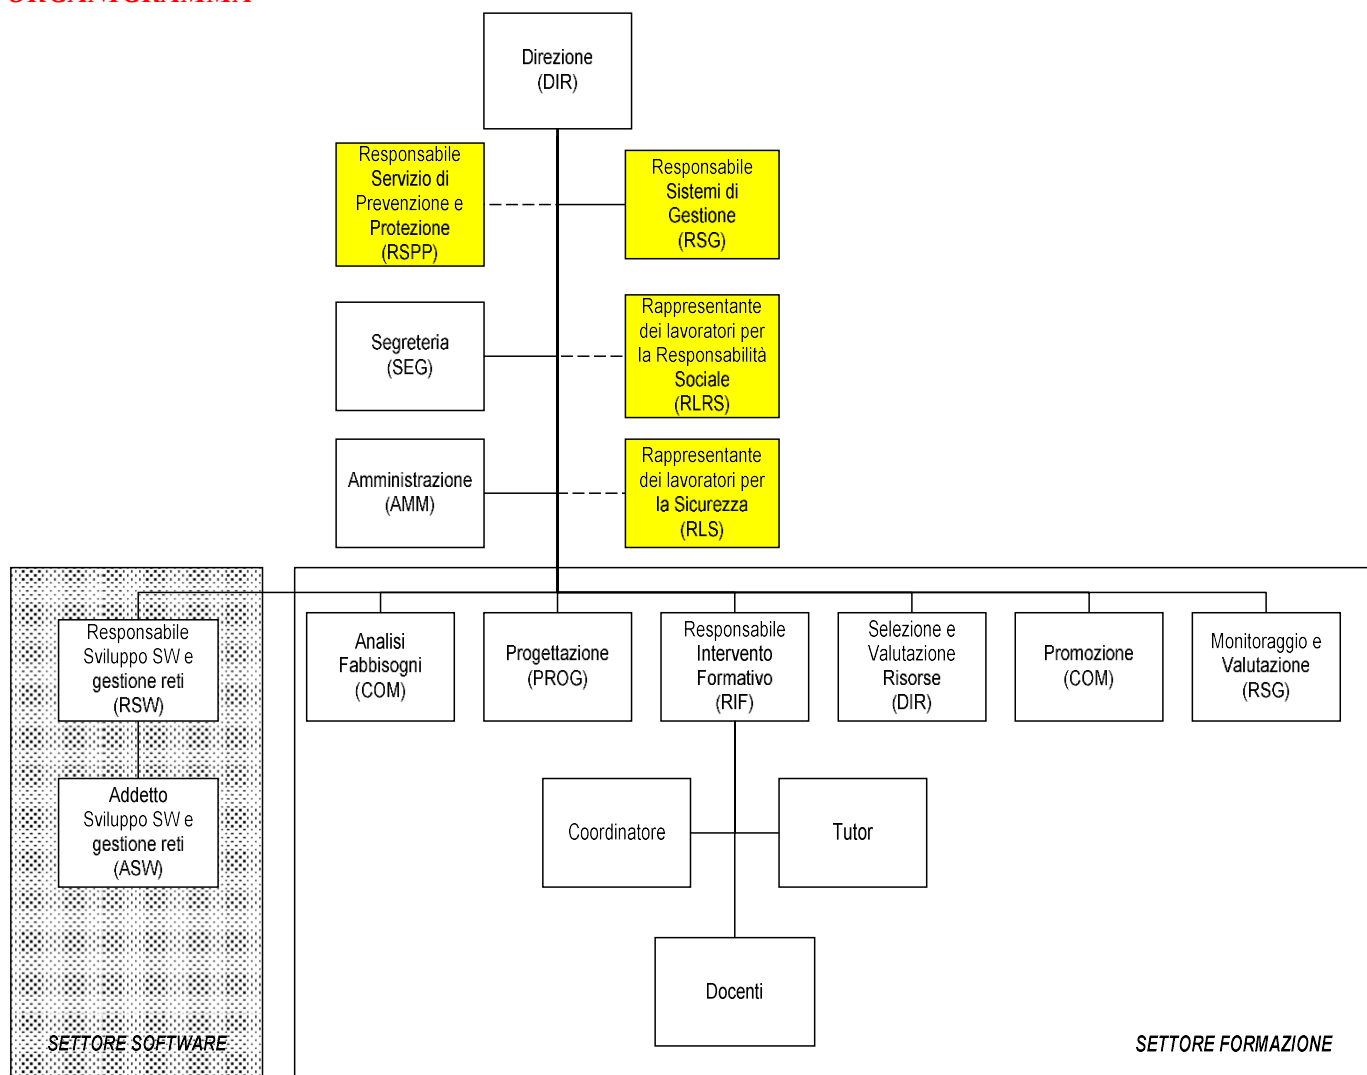 ORGANIGRAMMA
Direzione
(DIR)
Responsabile
Servizio di
Prevenzione e
Protezione
(RSPP)
Responsabile
Sistemi di
Gestione
(RSG)
Segreteria
(SEG)
Rappresentante
dei lavoratori per
la Responsabilità
Sociale
(RLRS)
Amministrazione
(AMM)
Rappresentante
dei lavoratori per
la Sicurezza
(RLS)
Responsabile
Sviluppo SW e
gestione reti
(RSW)
Analisi
Fabbisogni
(COM)
Progettazione
(PROG)
Responsabile
Intervento
Formativo
(RIF)
Selezione e
Valutazione
Risorse
(DIR)
Promozione
(COM)
Monitoraggio e
Valutazione
(RSG)
Addetto
Sviluppo SW e
gestione reti
(ASW)
Coordinatore
Tutor
Docenti
SETTORE SOFTWARE
SETTORE FORMAZIONE